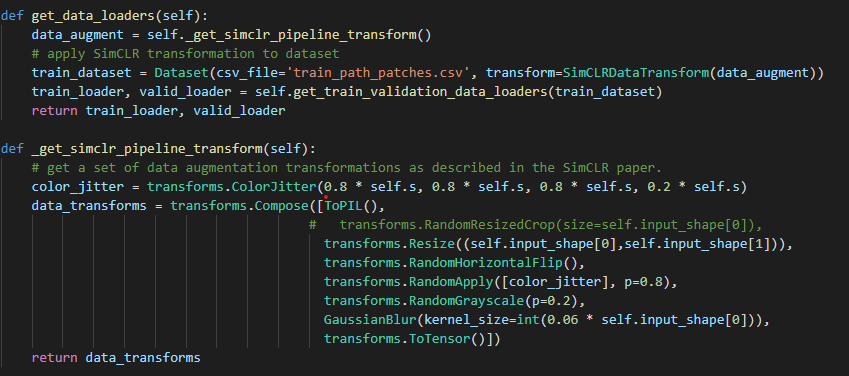 def get_data_loaders(self):
    data_augment = self._get_simclr_pipeline_transform()
    # apply SimCLR transformation to dataset
    train_dataset = Dataset(csv_file='train_path_patches.csv', transform=SimCLRDataTransform(data_augment))
    train_loader, valid_loader = self.get_train_validation_data_loaders(train_dataset)
    return train_loader, valid_loader

def _get_simclr_pipeline_transform(self):
    # get a set of data augmentation transformations as described in the SimCLR paper.
    color_jitter = transforms.ColorJitter(0.8 * self.s, 0.8 * self.s, 0.8 * self.s, 0.2 * self.s)
    data_transforms = transforms.Compose([ToPIL(),
                                        #   transforms.RandomResizedCrop(size=self.input_shape[0]),
                                          transforms.Resize((self.input_shape[0],self.input_shape[1])),
                                          transforms.RandomHorizontalFlip(),
                                          transforms.RandomApply([color_jitter], p=0.8),
                                          transforms.RandomGrayscale(p=0.2),
                                          GaussianBlur(kernel_size=int(0.06 * self.input_shape[0])),
                                          transforms.ToTensor()])
    return data_transforms